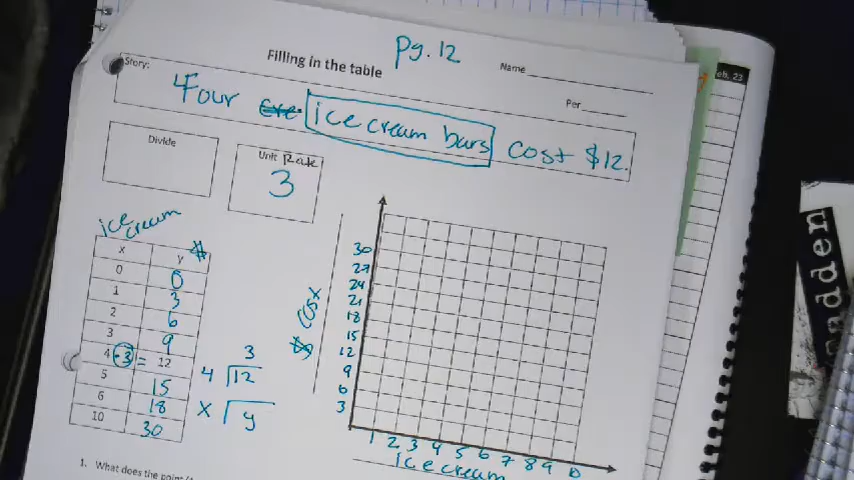 pg. 12
Filling in the table
Name
Feb. 23
Story:
Per
Four ice cream bars cost $12.
Divide
Unit Rate
3
ice cream
$
x y
0 0
1 3
2 6
3 9
4 · 3 = 12
5 15
6 18
10 30
3
4 12
x y
$ cost
30
27
24
21
18
15
12
9
6
3
1 2 3 4 5 6 7 8 9 10
ice cream
1. What does the point